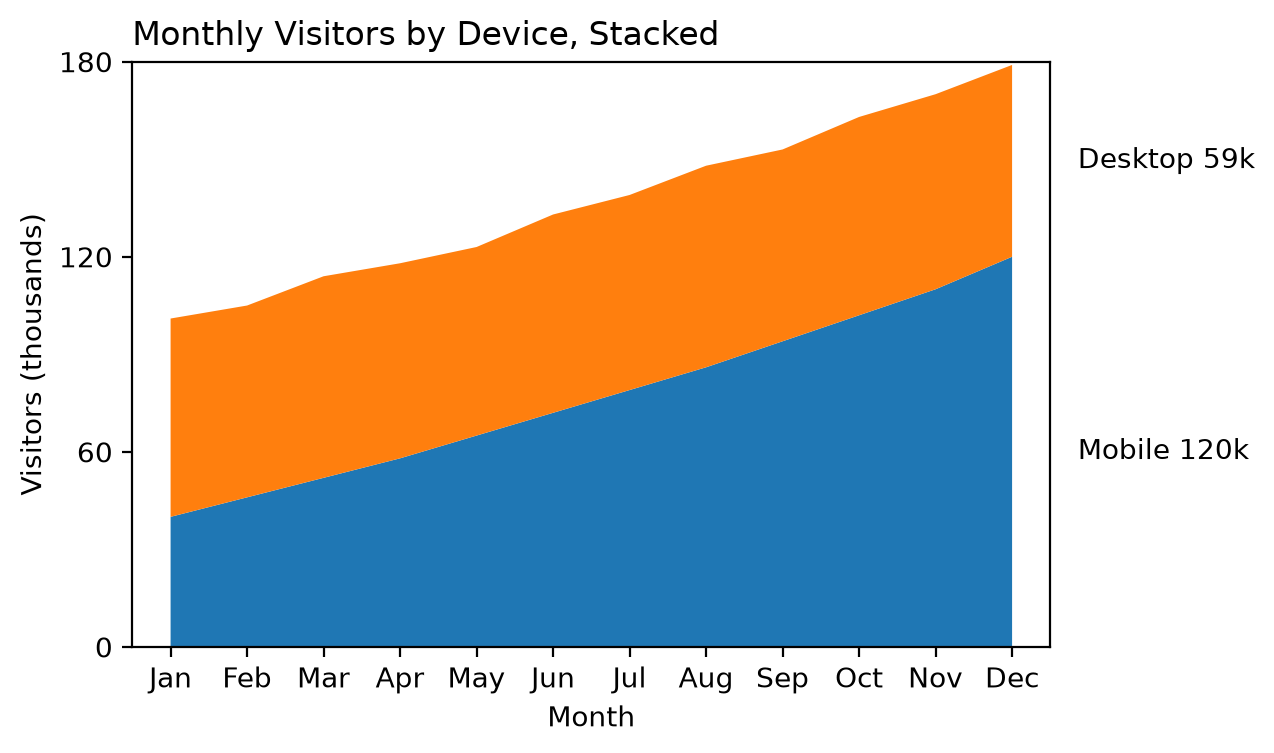 Monthly Visitors by Device, Stacked
Visitors (thousands)
180
120
60
0
Desktop 59k
Mobile 120k
Jan Feb Mar Apr May Jun Jul Aug Sep Oct Nov Dec
Month